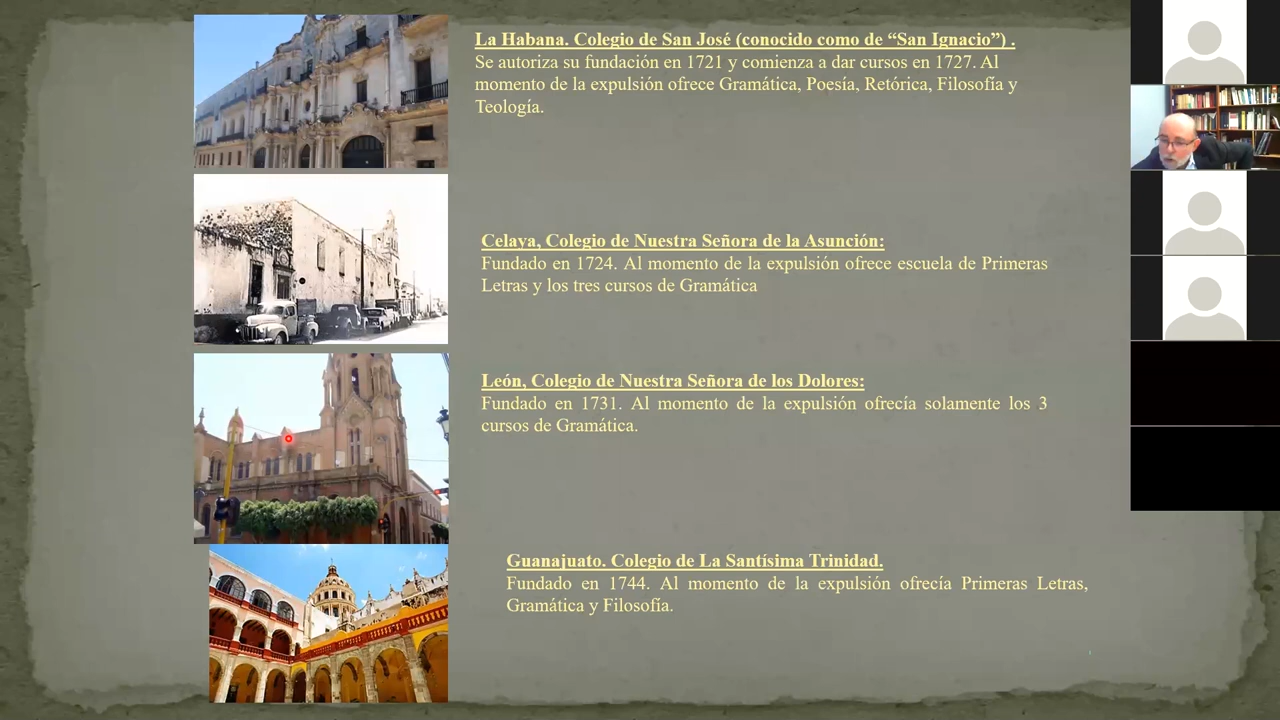 La Habana. Colegio de San José (conocido como de “San Ignacio”) .
Se autoriza su fundación en 1721 y comienza a dar cursos en 1727. Al
momento de la expulsión ofrece Gramática, Poesía, Retórica, Filosofía y
Teología.
Celaya, Colegio de Nuestra Señora de la Asunción:
Fundado en 1724. Al momento de la expulsión ofrece escuela de Primeras
Letras y los tres cursos de Gramática
León, Colegio de Nuestra Señora de los Dolores:
Fundado en 1731. Al momento de la expulsión ofrecía solamente los 3
cursos de Gramática.
Guanajuato. Colegio de La Santísima Trinidad.
Fundado en 1744. Al momento de la expulsión ofrecía Primeras Letras,
Gramática y Filosofía.